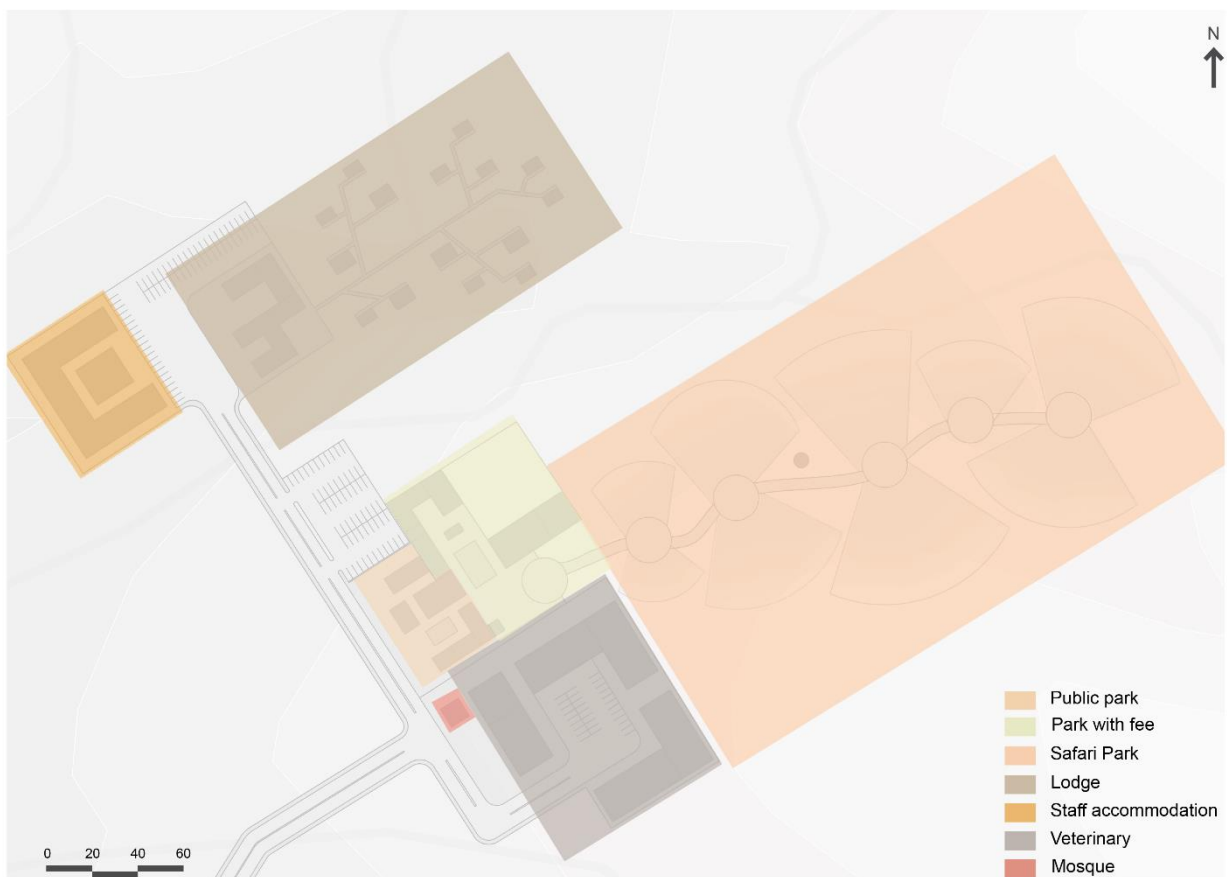 N
Public park
Park with fee
Safari Park
Lodge
Staff accommodation
Veterinary
Mosque
0 20 40 60